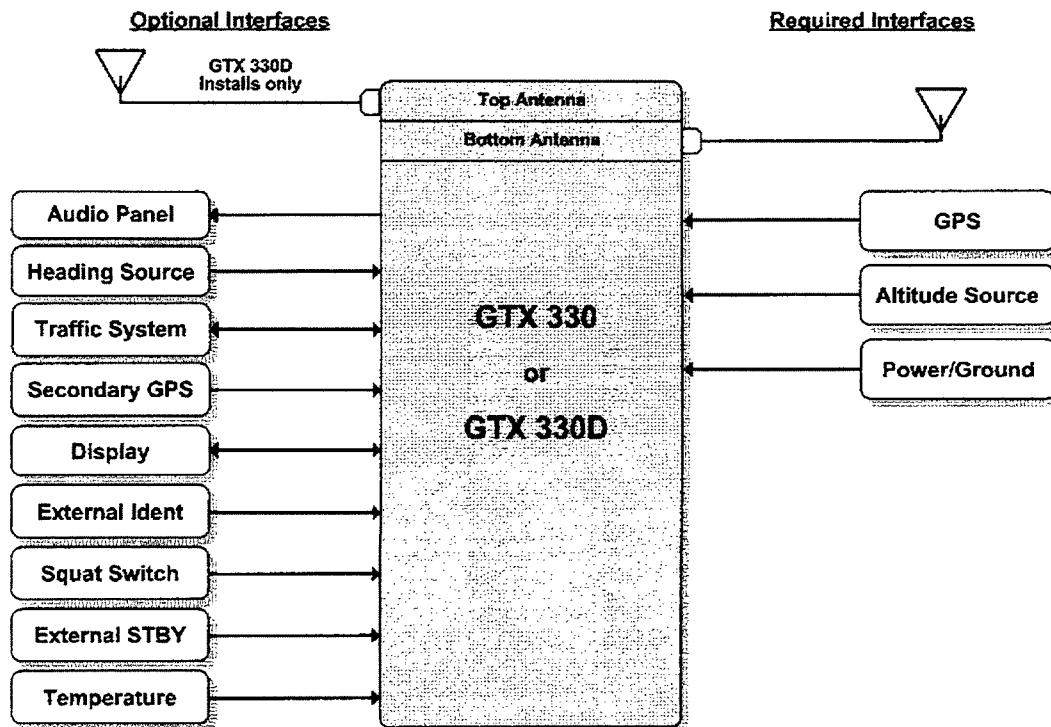 Optional Interfaces
Required Interfaces
GTX 330D
Installs only
Top Antenna
Bottom Antenna
Audio Panel
Heading Source
Traffic System
Secondary GPS
Display
External Ident
Squat Switch
External STBY
Temperature
GTX 330
or
GTX 330D
GPS
Altitude Source
Power/Ground